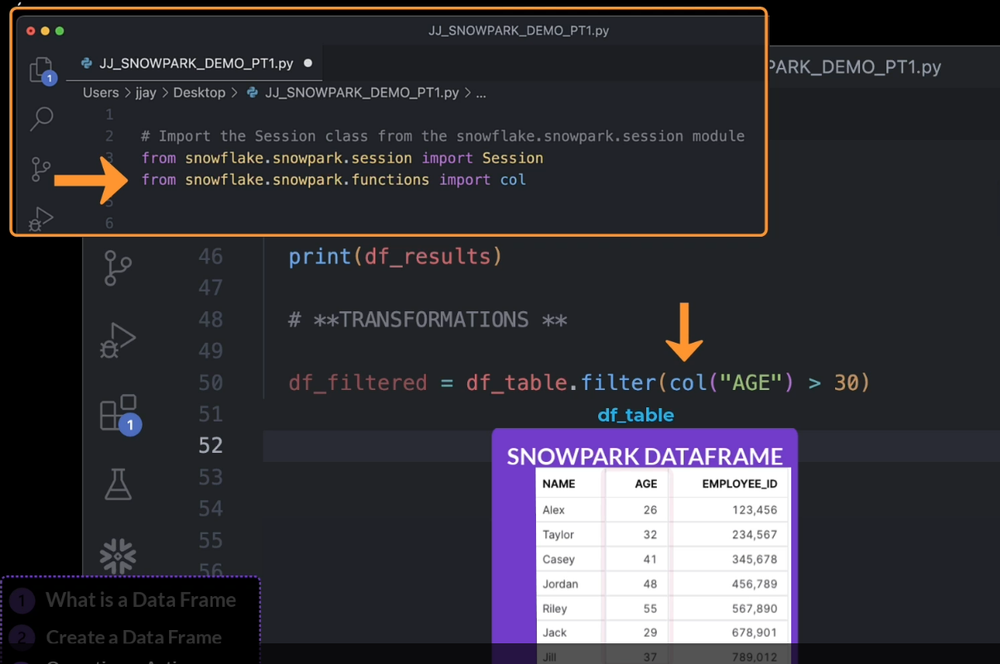 JJ_SNOWPARK_DEMO_PT1.py
JJ_SNOWPARK_DEMO_PT1.py
PARK_DEMO_PT1.py
1
Users > jjay > Desktop > JJ_SNOWPARK_DEMO_PT1.py > ...
1
2 # Import the Session class from the snowflake.snowpark.session module
3 from snowflake.snowpark.session import Session
from snowflake.snowpark.functions import col
5
6
46 print(df_results)
47
48 # **TRANSFORMATIONS **
49
50 df_filtered = df_table.filter(col("AGE") > 30)
51
df_table
1
52
SNOWPARK DATAFRAME
53
54
55
56
NAME AGE EMPLOYEE_ID
Alex 26 123,456
Taylor 32 234,567
Casey 41 345,678
Jordan 48 456,789
Riley 55 567,890
Jack 29 678,901
Jill 37 789,012
1 What is a Data Frame
2 Create a Data Frame